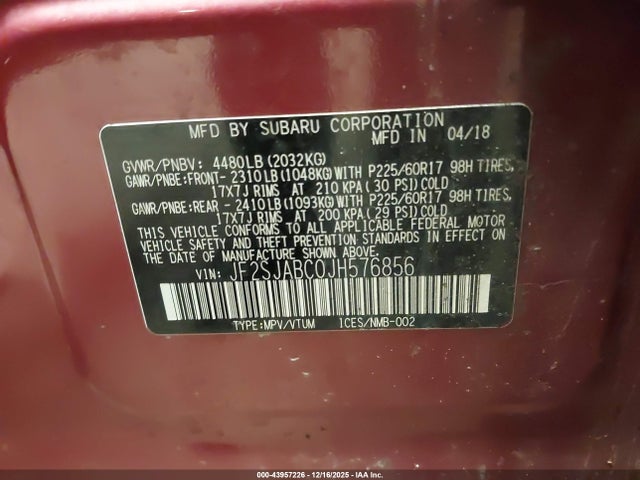 MFD BY SUBARU CORPORATION
MFD IN 04/18
GVWR/PNBV: 4480LB(2032KG)
GAWR/PNBE:FRONT-2310LB(1048KG)WITH P225/60R17 98H TIRES,
17X7J RIMS AT 210 KPA(30 PSI)COLD
GAWR/PNBE:REAR -2410LB(1093KG)WITH P225/60R17 98H TIRES,
17X7J RIMS AT 200 KPA(29 PSI)COLD
THIS VEHICLE CONFORMS TO ALL APPLICABLE FEDERAL MOTOR
VEHICLE SAFETY AND THEFT PREVENTION STANDARDS IN EFFECT ON
THE DATE OF MANUFACTURE SHOWN ABOVE.
VIN: JF2SJABC0JH576856
TYPE:MPV/VTUM ICES/NMB-002
00-43957226 - 12/16/2025 - IAA Inc.